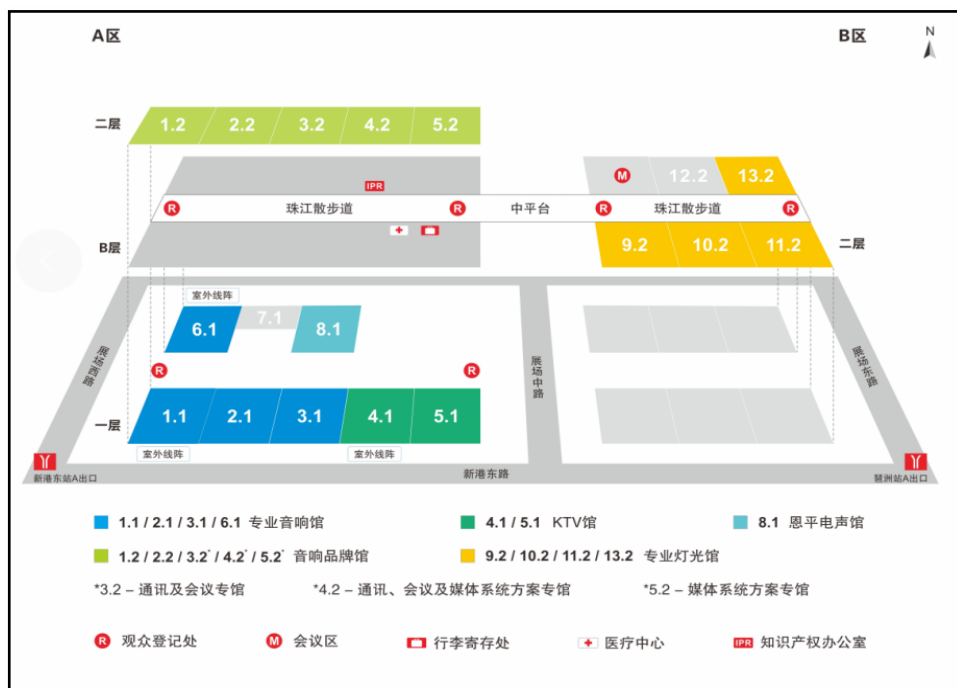 A区
B区
N
二层
1.2
2.2
3.2
4.2
5.2
IPR
M
12.2
13.2
R
珠江散步道
R
中平台
R
珠江散步道
R
B层
9.2
10.2
11.2
二层
室外线阵
6.1
7.1
8.1
展场西路
展场中路
展场东路
R
R
一层
1.1
2.1
3.1
4.1
5.1
室外线阵
室外线阵
新港东站A出口
新港东路
琶洲站A出口
1.1 / 2.1 / 3.1 / 6.1 专业音响馆
4.1 / 5.1 KTV馆
8.1 恩平电声馆
1.2 / 2.2 / 3.2* / 4.2* / 5.2* 音响品牌馆
9.2 / 10.2 / 11.2 / 13.2 专业灯光馆
*3.2 – 通讯及会议专馆
*4.2 – 通讯、会议及媒体系统方案专馆
*5.2 – 媒体系统方案专馆
R 观众登记处
M 会议区
行李寄存处
医疗中心
IPR 知识产权办公室